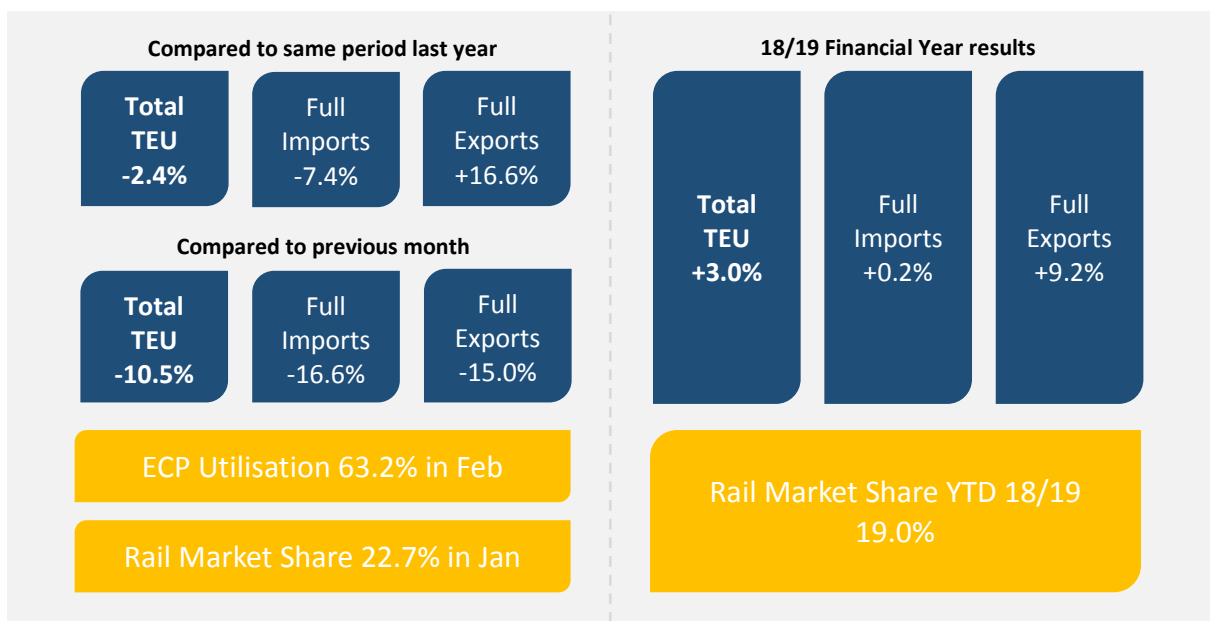 Compared to same period last year
Total
TEU
-2.4%
Full
Imports
-7.4%
Full
Exports
+16.6%
Compared to previous month
Total
TEU
-10.5%
Full
Imports
-16.6%
Full
Exports
-15.0%
ECP Utilisation 63.2% in Feb
Rail Market Share 22.7% in Jan
18/19 Financial Year results
Total
TEU
+3.0%
Full
Imports
+0.2%
Full
Exports
+9.2%
Rail Market Share YTD 18/19
19.0%